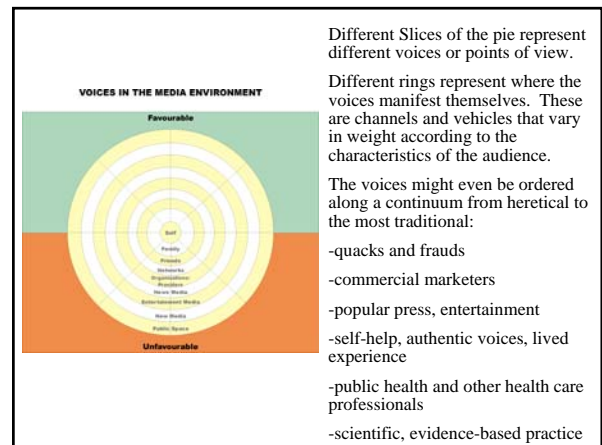 VOICES IN THE MEDIA ENVIRONMENT
Favourable
Self
Family
Friends
Networks
Organizations
Providers
News Media
Entertainment Media
New Media
Public Space
Unfavourable
Different Slices of the pie represent
different voices or points of view.
Different rings represent where the
voices manifest themselves.  These
are channels and vehicles that vary
in weight according to the
characteristics of the audience.
The voices might even be ordered
along a continuum from heretical to
the most traditional:
-quacks and frauds
-commercial marketers
-popular press, entertainment
-self-help, authentic voices, lived
experience
-public health and other health care
professionals
-scientific, evidence-based practice